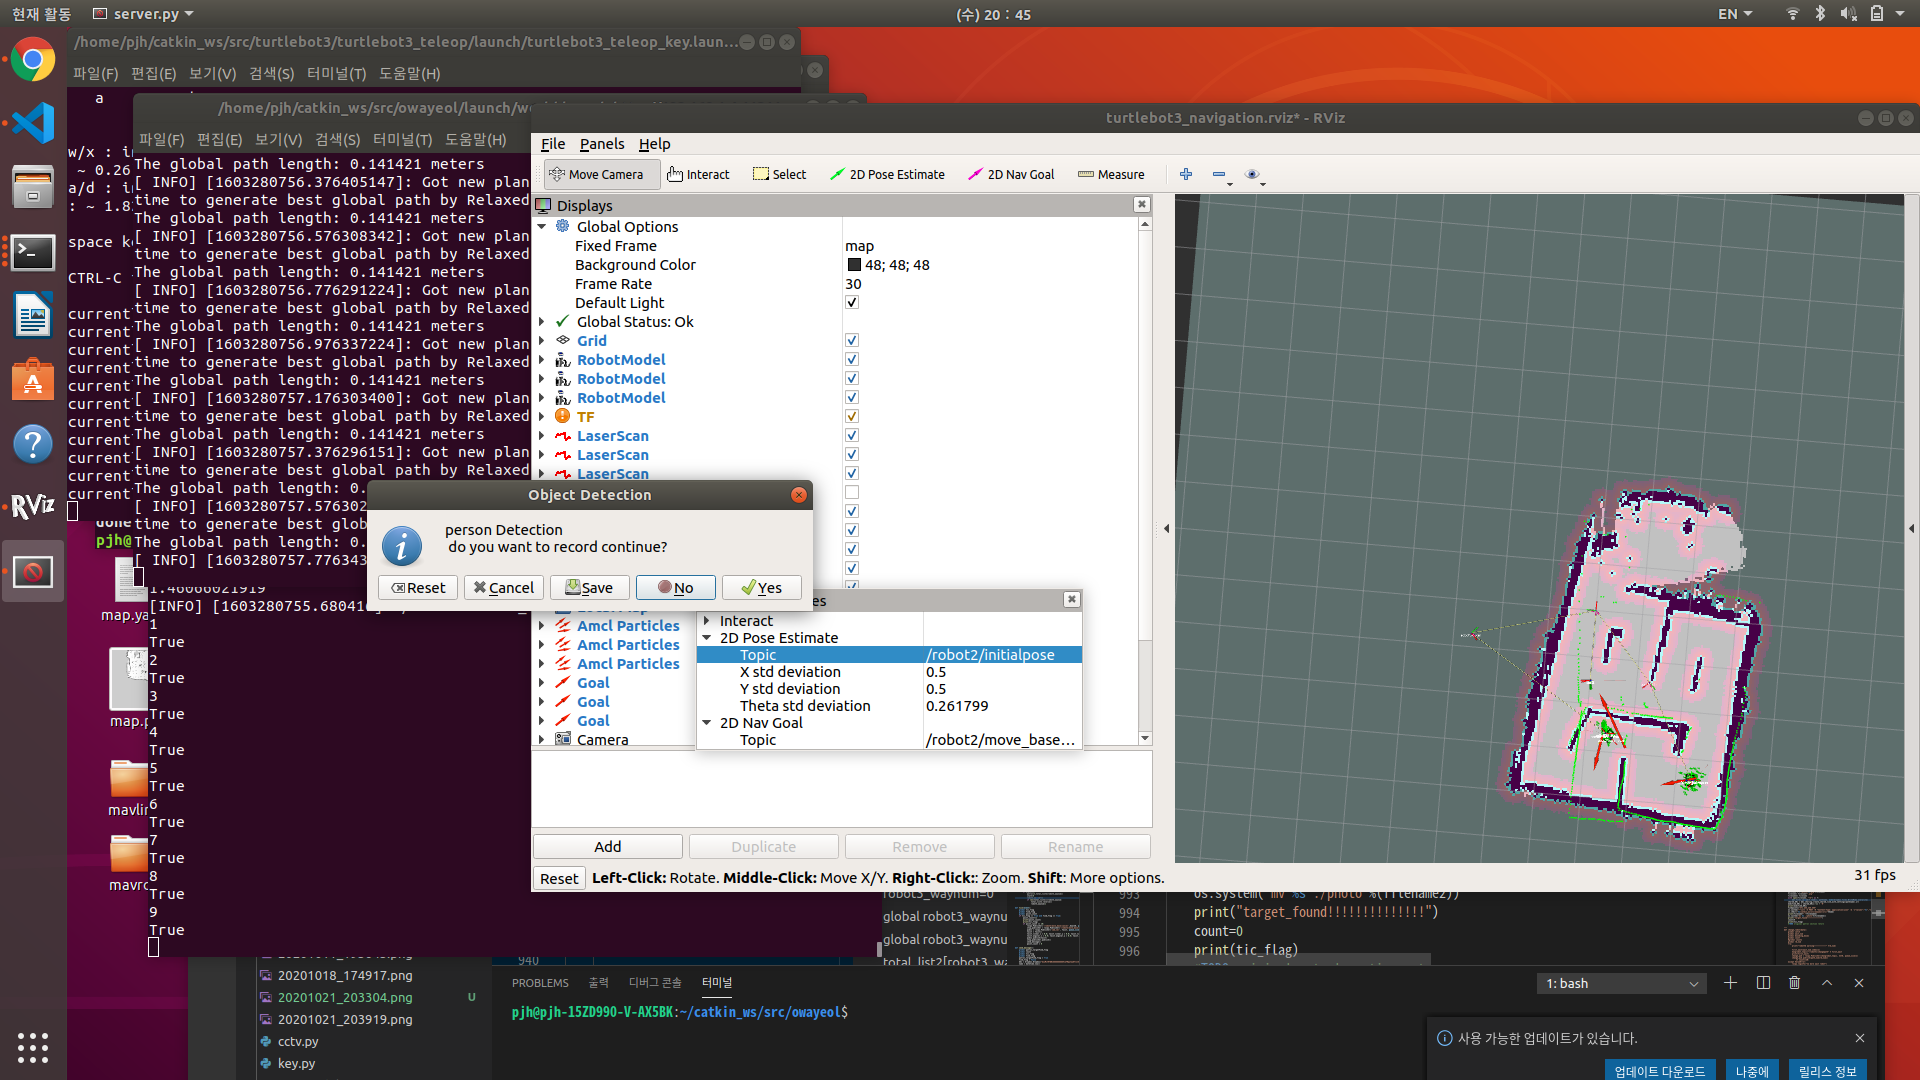 현재 활동
server.py
(수) 20 : 45
EN
/home/pjh/catkin_ws/src/turtlebot3/turtlebot3_teleop/launch/turtlebot3_teleop_key.laun...
파일(F) 편집(E) 보기(V) 검색(S) 터미널(T) 도움말(H)
a
w/x : i
~ 0.26
a/d : i
: ~ 1.8
space k
CTRL-C
current
current
current
current
current
current
current
current
current
current
current
done
pjh@
/home/pjh/catkin_ws/src/owayeol/launch/wo
파일(F) 편집(E) 보기(V) 검색(S) 터미널(T) 도움말(H)
The global path length: 0.141421 meters
[ INFO] [1603280756.376405147]: Got new plan
time to generate best global path by Relaxed
The global path length: 0.141421 meters
[ INFO] [1603280756.576308342]: Got new plan
time to generate best global path by Relaxed
The global path length: 0.141421 meters
[ INFO] [1603280756.776291224]: Got new plan
time to generate best global path by Relaxed
The global path length: 0.141421 meters
[ INFO] [1603280756.976337224]: Got new plan
time to generate best global path by Relaxed
The global path length: 0.141421 meters
[ INFO] [1603280757.176303400]: Got new plan
time to generate best global path by Relaxed
The global path length: 0.141421 meters
[ INFO] [1603280757.376296151]: Got new plan
time to generate best global path by Relaxed
The global path length: 0.
[ INFO] [1603280757.576302
time to generate best glob
The global path length: 0.
[ INFO] [1603280757.776343
1.46066021919
[INFO] [1603280755.680416]
1
True
2
True
3
True
4
True
5
True
6
True
7
True
8
True
9
True
map.ya
map.p
mavlin
mavro
turtlebot3_navigation.rviz* - RViz
File Panels Help
Move Camera Interact Select 2D Pose Estimate 2D Nav Goal Measure
Displays
Global Options
Fixed Frame map
Background Color 48; 48; 48
Frame Rate 30
Default Light
Global Status: Ok
Grid
RobotModel
RobotModel
RobotModel
TF
LaserScan
LaserScan
LaserScan
Amcl Particles
Amcl Particles
Amcl Particles
Goal
Goal
Goal
Camera
Object Detection
person Detection
do you want to record continue?
Reset Cancel Save No Yes
es
Interact
2D Pose Estimate
Topic /robot2/initialpose
X std deviation 0.5
Y std deviation 0.5
Theta std deviation 0.261799
2D Nav Goal
Topic /robot2/move_base...
Add Duplicate Remove Rename
Reset Left-Click: Rotate. Middle-Click: Move X/Y. Right-Click:: Zoom. Shift: More options.
31 fps
RViz
robot3_waynum=0
global robot3_waynu
global robot3_waynu
total_list2[robot3_wa
940
993 os.system("mv %s ./photo"%(filename2))
994 print("target_found!!!!!!!!!!!!!!")
995 count=0
996 print(tic_flag)
20201018_174917.png
20201021_203304.png U
20201021_203919.png
cctv.py
key.py
PROBLEMS 출력 디버그 콘솔 터미널
1: bash
pjh@pjh-15ZD990-V-AX5BK:~/catkin_ws/src/owayeol$
사용 가능한 업데이트가 있습니다.
업데이트 다운로드 나중에 릴리스 정보